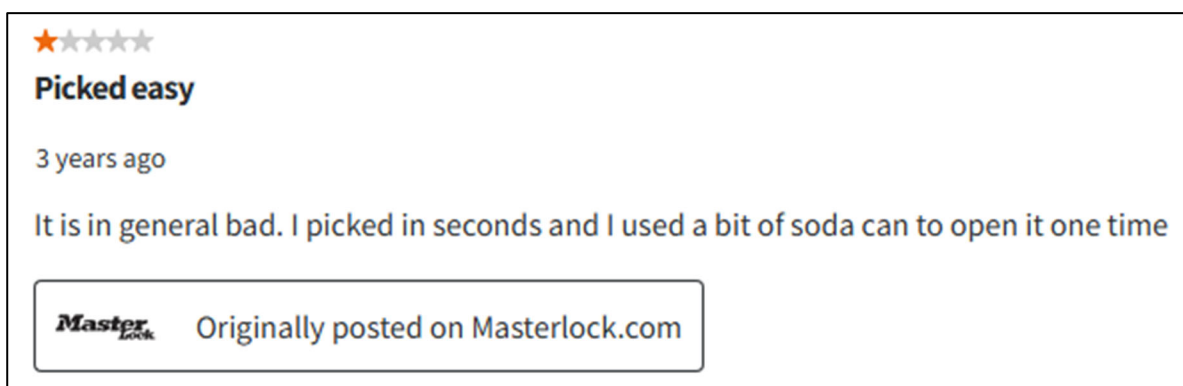 Picked easy
3 years ago
It is in general bad. I picked in seconds and I used a bit of soda can to open it one time
Master Lock Originally posted on Masterlock.com